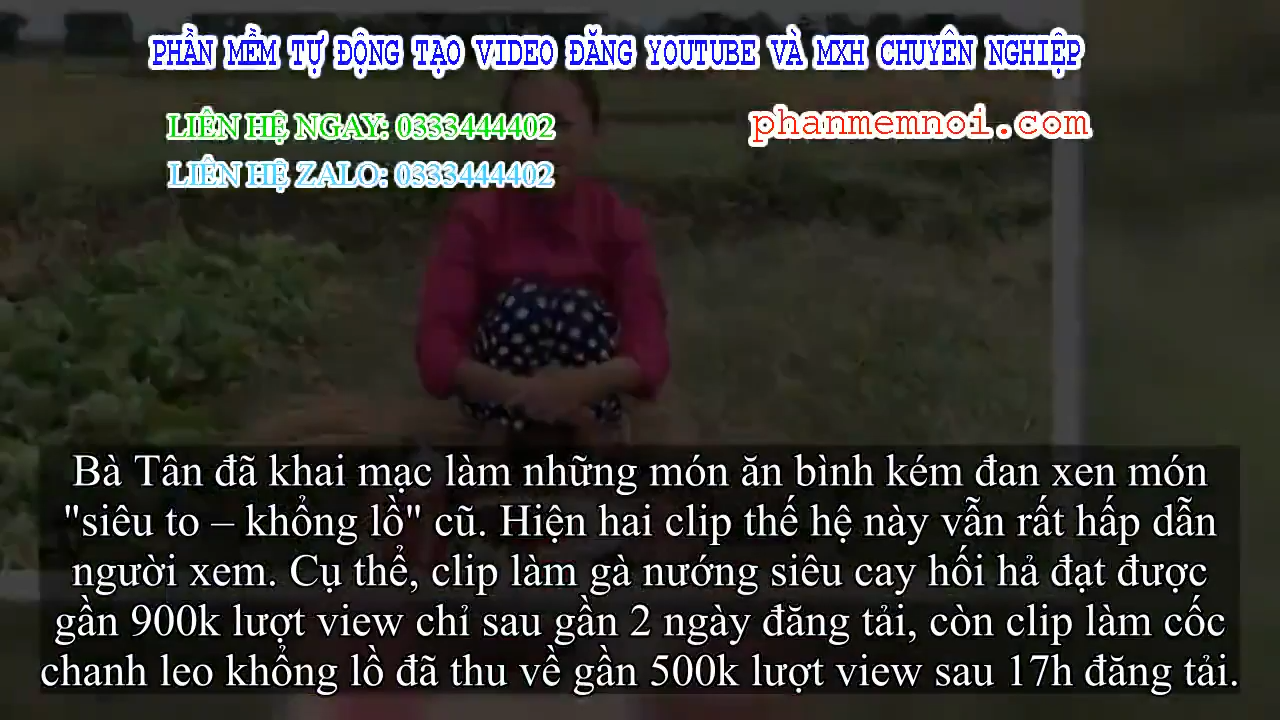 PHẦN MỀM TỰ ĐỘNG TẠO VIDEO ĐĂNG YOUTUBE VÀ MXH CHUYÊN NGHIỆP
LIÊN HỆ NGAY: 0333444402
phanmemnoi.com
LIÊN HỆ ZALO: 0333444402
Bà Tân đã khai mạc làm những món ăn bình kém đan xen món
"siêu to – khổng lồ" cũ. Hiện hai clip thế hệ này vẫn rất hấp dẫn
người xem. Cụ thể, clip làm gà nướng siêu cay hối hả đạt được
gần 900k lượt view chỉ sau gần 2 ngày đăng tải, còn clip làm cốc
chanh leo khổng lồ đã thu về gần 500k lượt view sau 17h đăng tải.